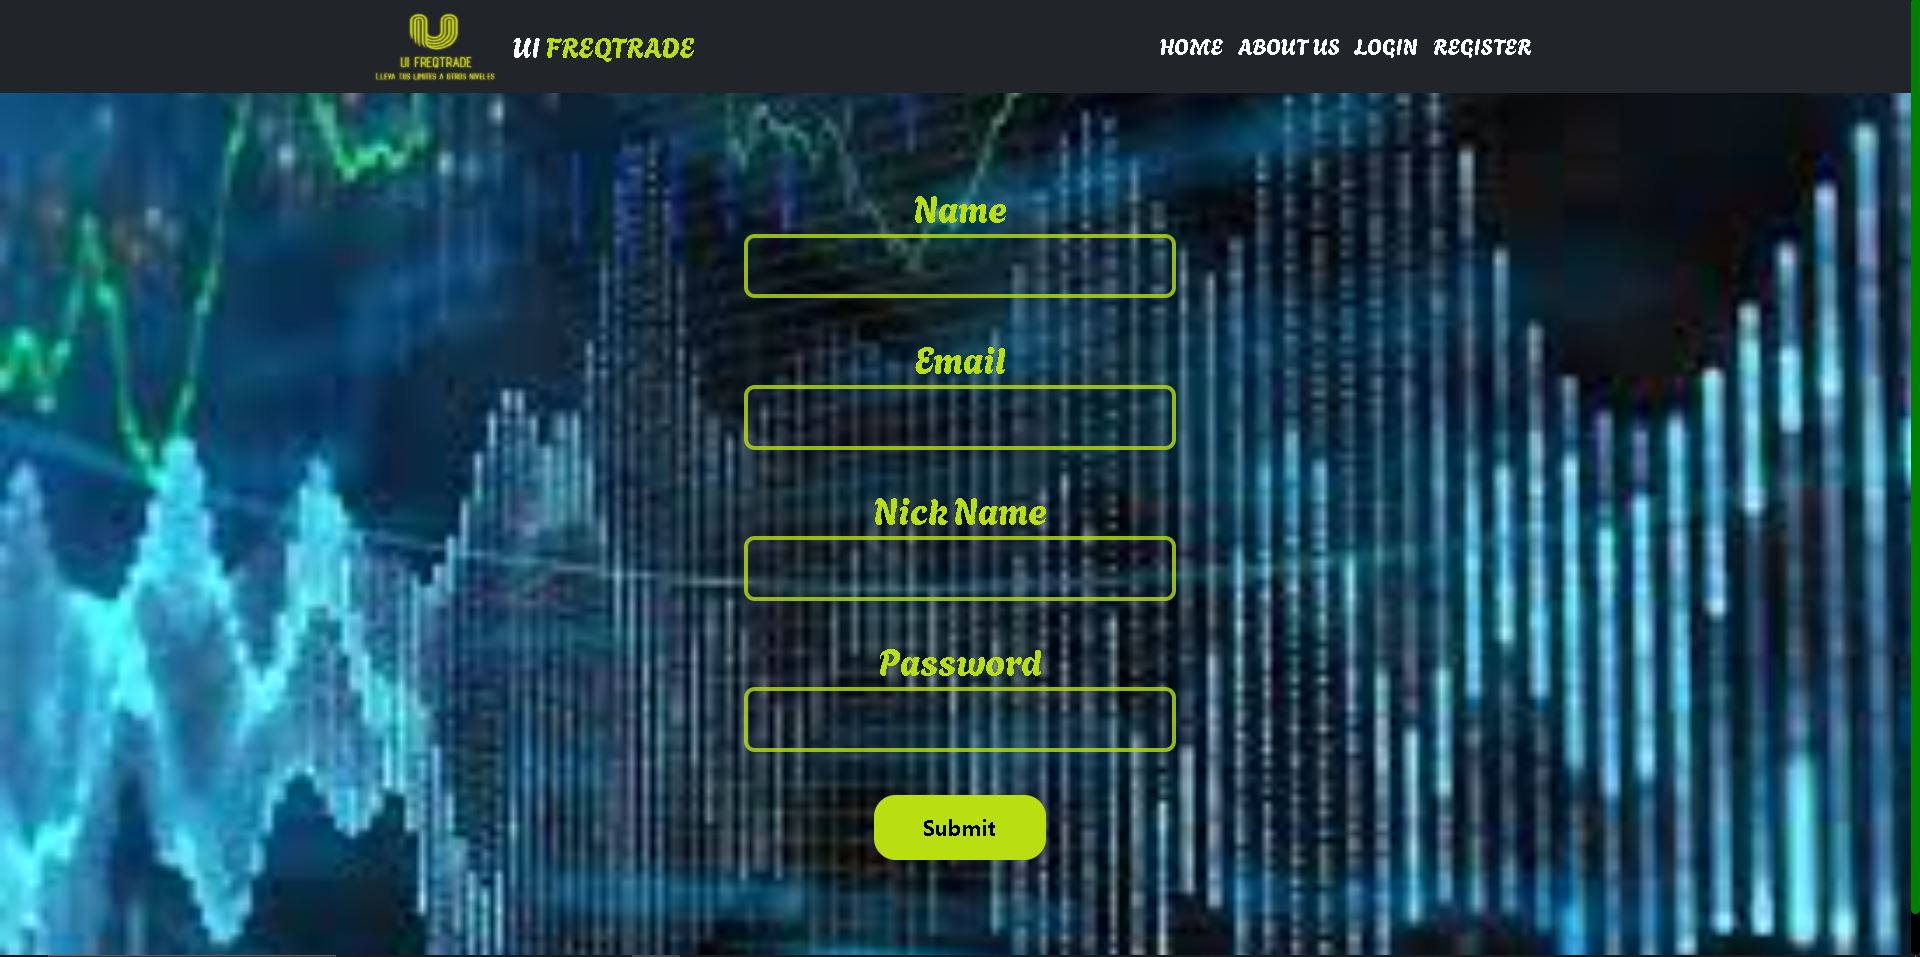 UI FREQTRADE
LLEVA TUS LIMITES A OTROS NIVELES
UI FREQTRADE
HOME ABOUT US LOGIN REGISTER
Name
Email
Nick Name
Password
Submit